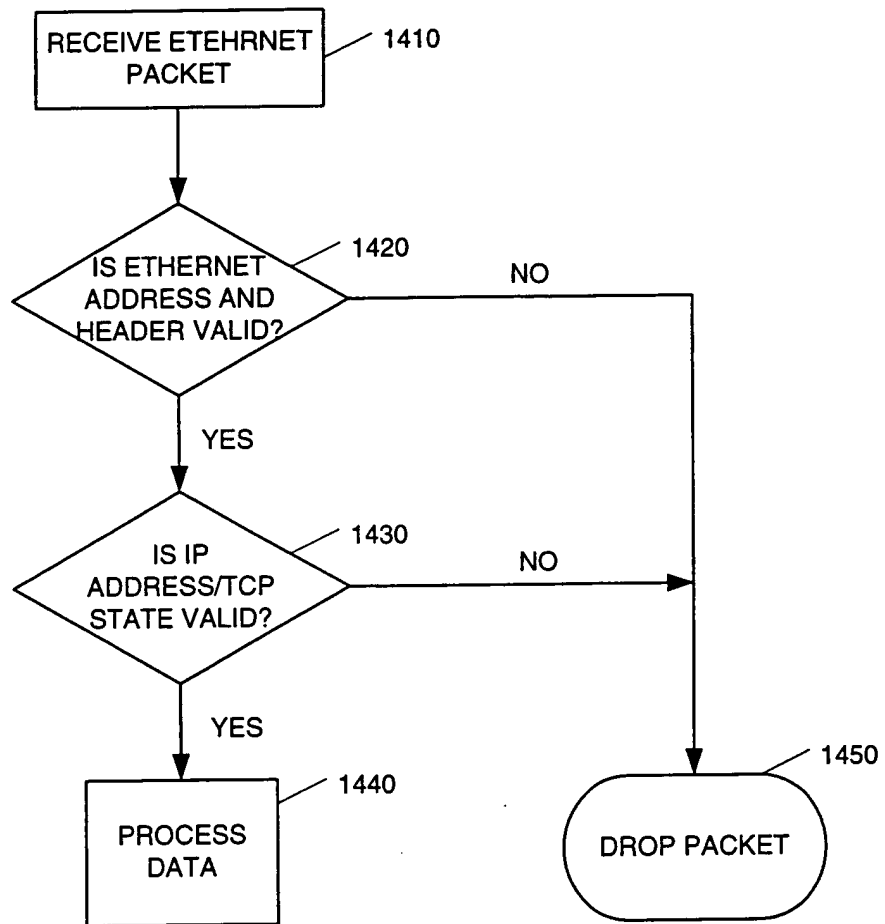 RECEIVE ETEHRNET
PACKET
1410
IS ETHERNET
ADDRESS AND
HEADER VALID?
1420
NO
YES
IS IP
ADDRESS/TCP
STATE VALID?
1430
NO
YES
PROCESS
DATA
1440
DROP PACKET
1450